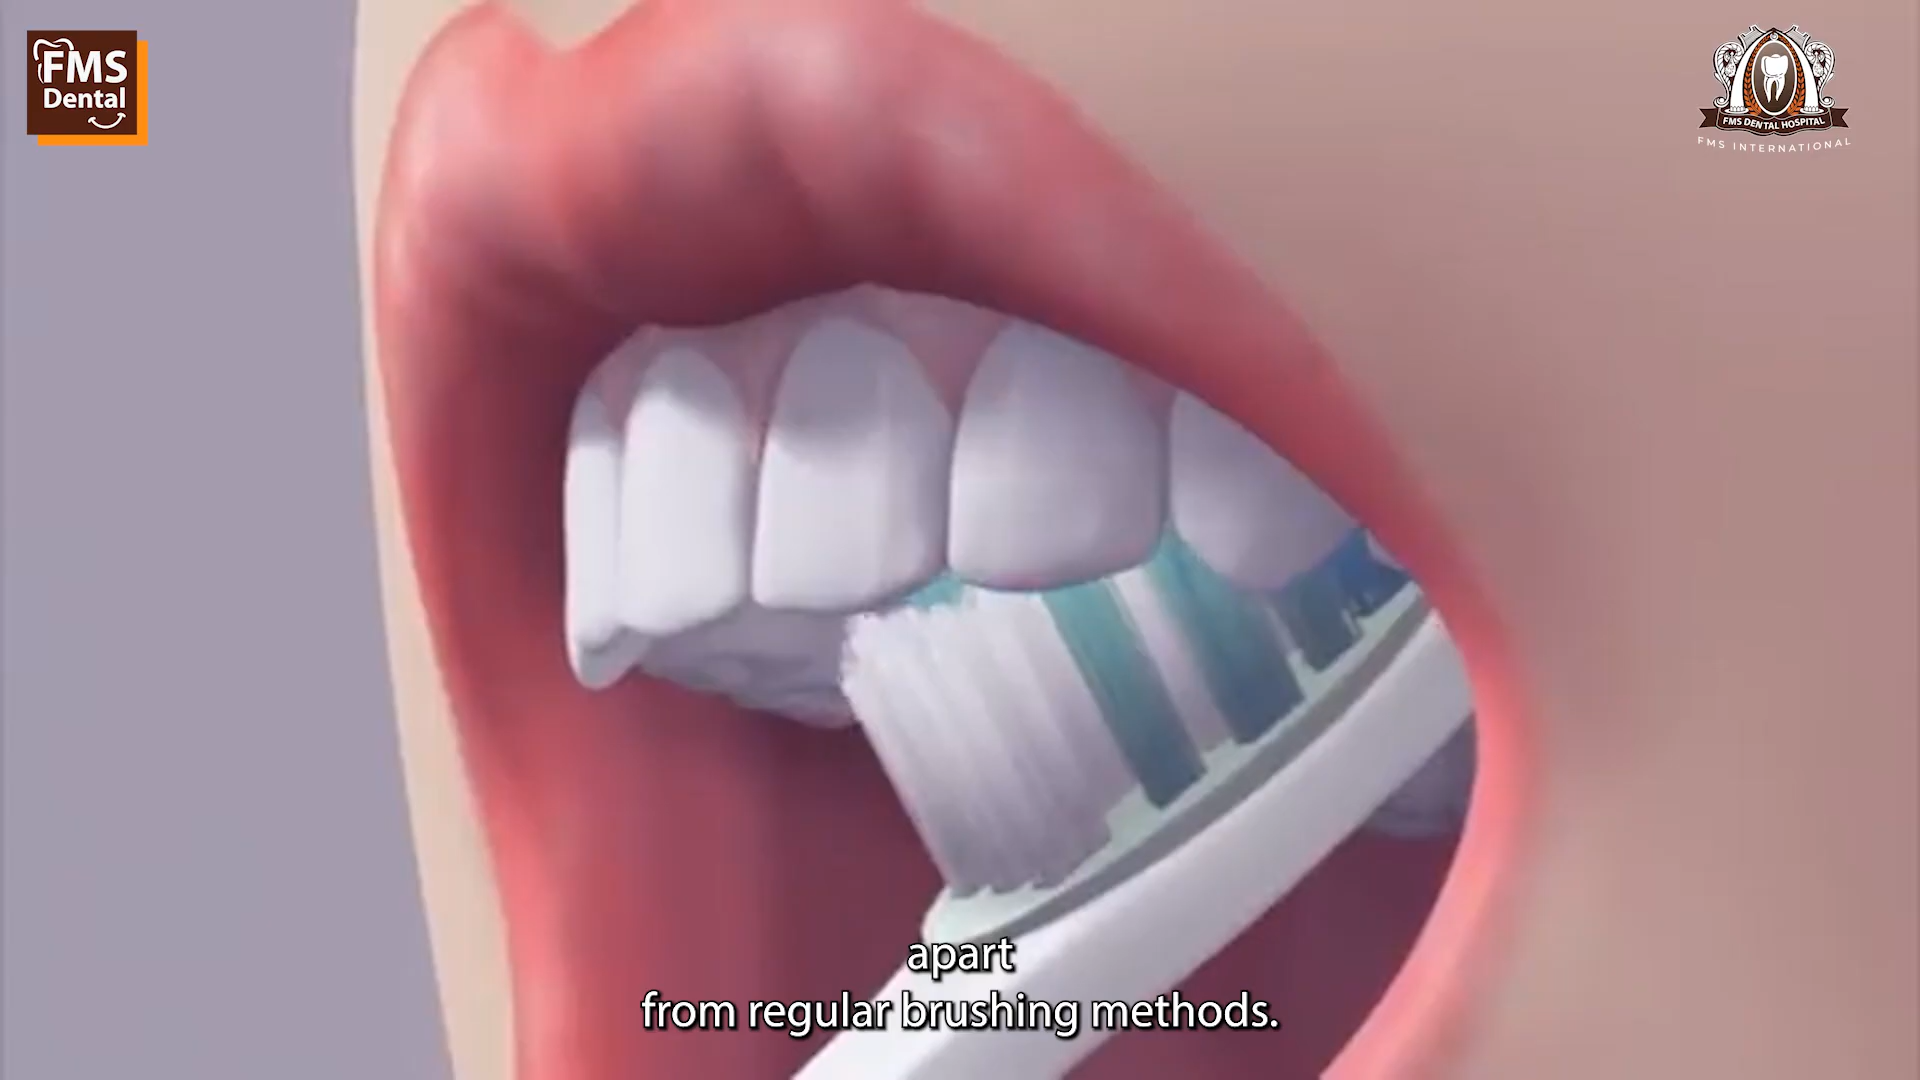 FMS
Dental
FMS DENTAL HOSPITAL
FMS INTERNATIONAL
apart
from regular brushing methods.